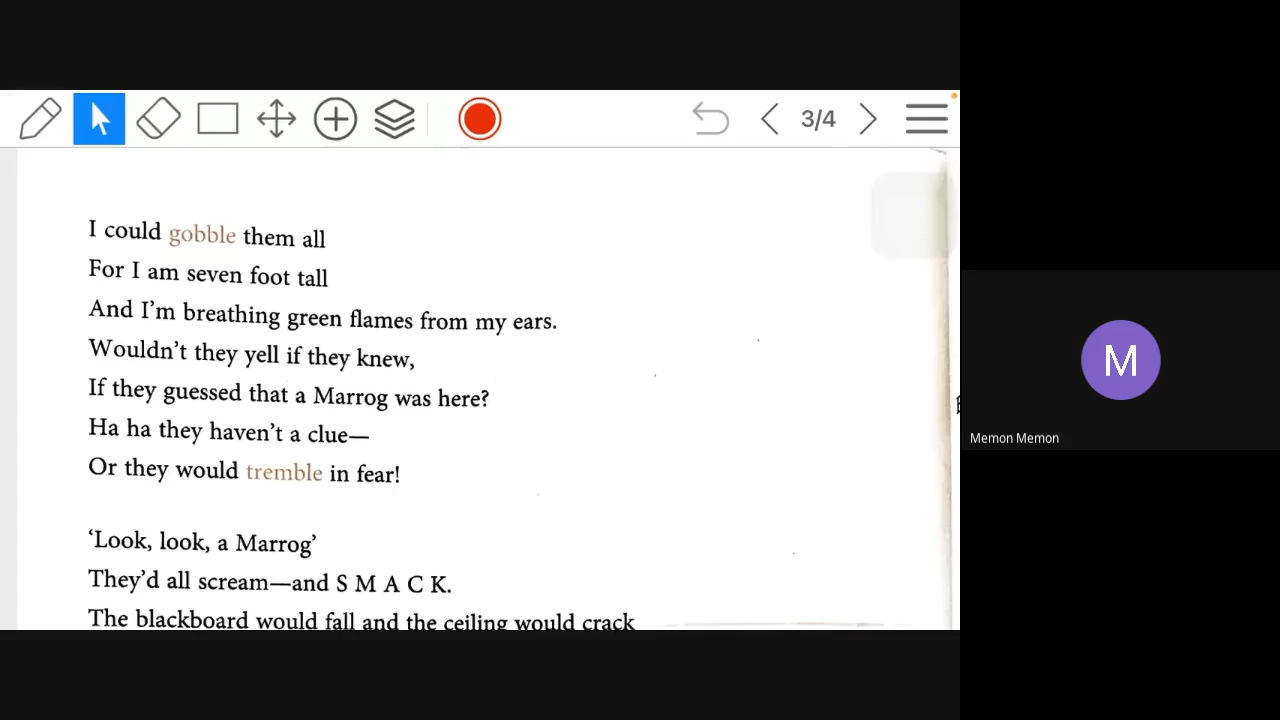 3/4
I could gobble them all
For I am seven foot tall
And I'm breathing green flames from my ears.
Wouldn't they yell if they knew,
If they guessed that a Marrog was here?
Ha ha they haven't a clue—
Or they would tremble in fear!
'Look, look, a Marrog'
They'd all scream—and S M A C K.
The blackboard would fall and the ceiling would crack
M
Memon Memon